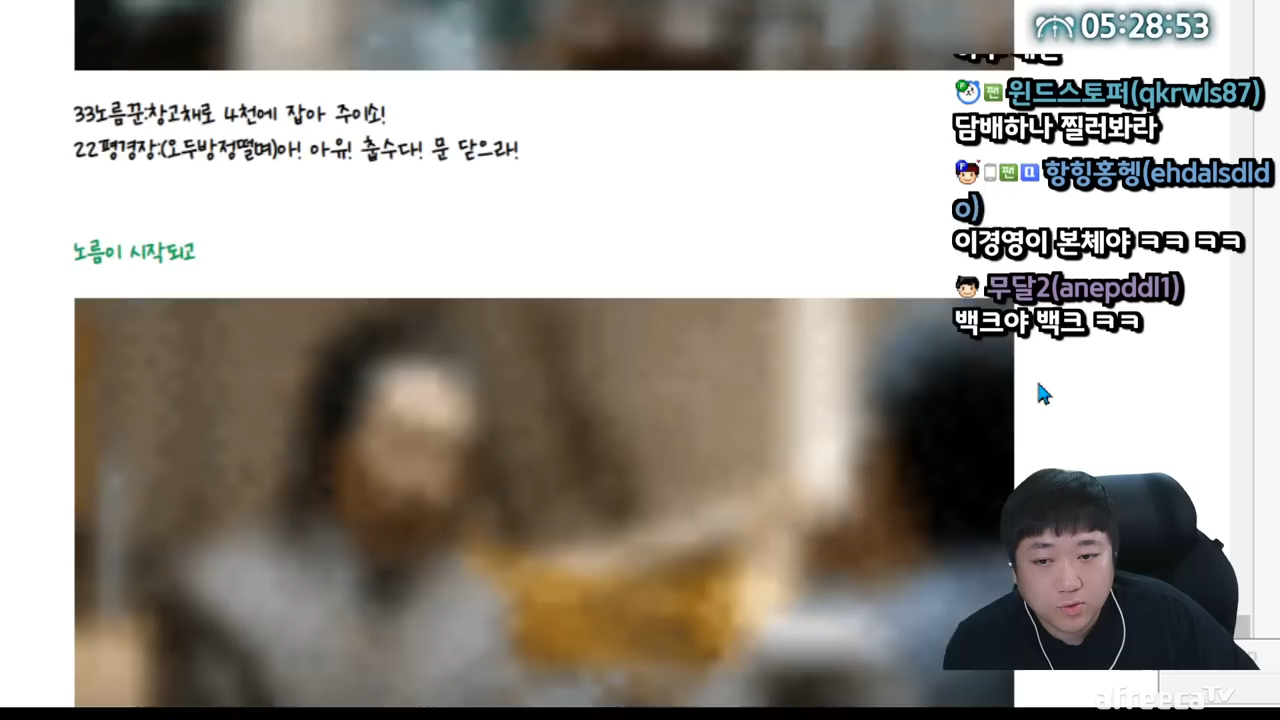 05:28:53
33노름꾼:창고채로 4천에 잡아 주이소!
22평경장:(오두방정떨며)아! 아유! 춥수다! 문 닫으라!
노름이 시작되고
윈드스토퍼(qkrwls87)
담배하나 찔러봐라
항힝홍헹(ehdalsdld
o)
이경영이 본체야 ㅋㅋ ㅋㅋ
무달2(anepddl1)
백크야 백크 ㅋㅋ
afreecaTV